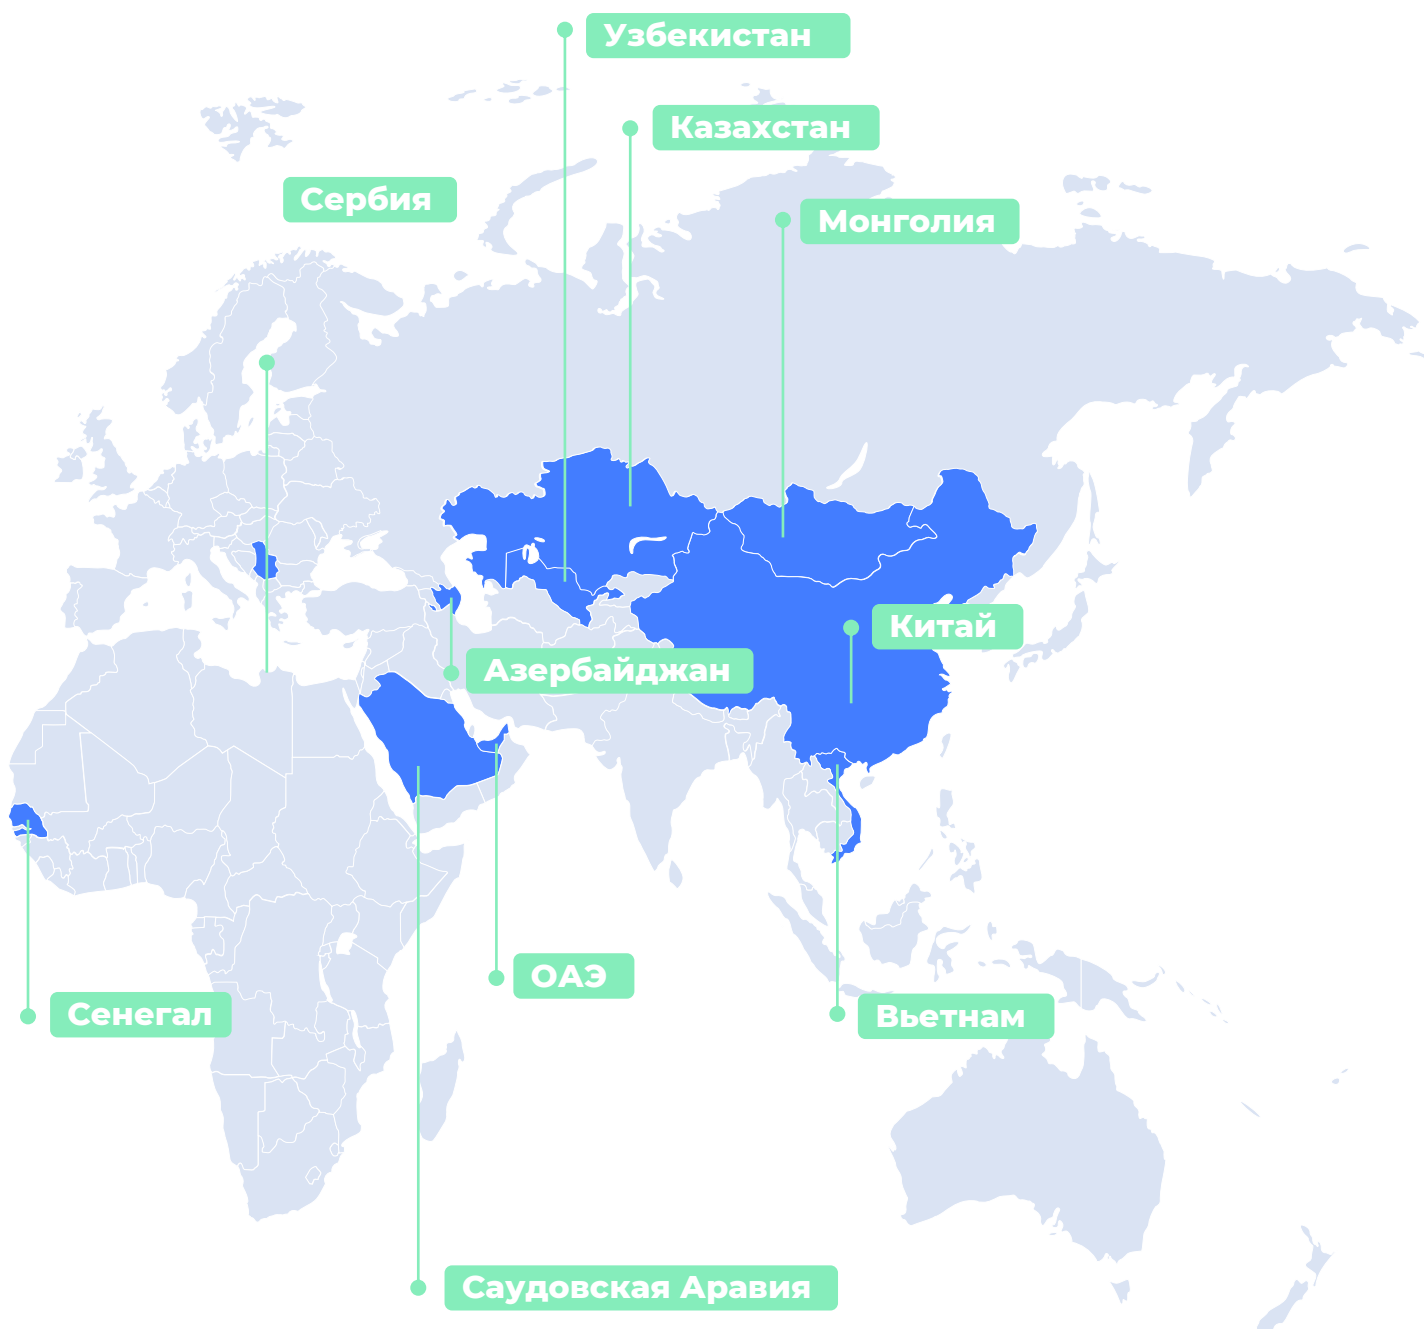 Узбекистан
Казахстан
Сербия
Монголия
Китай
Азербайджан
ОАЭ
Сенегал
Вьетнам
Саудовская Аравия